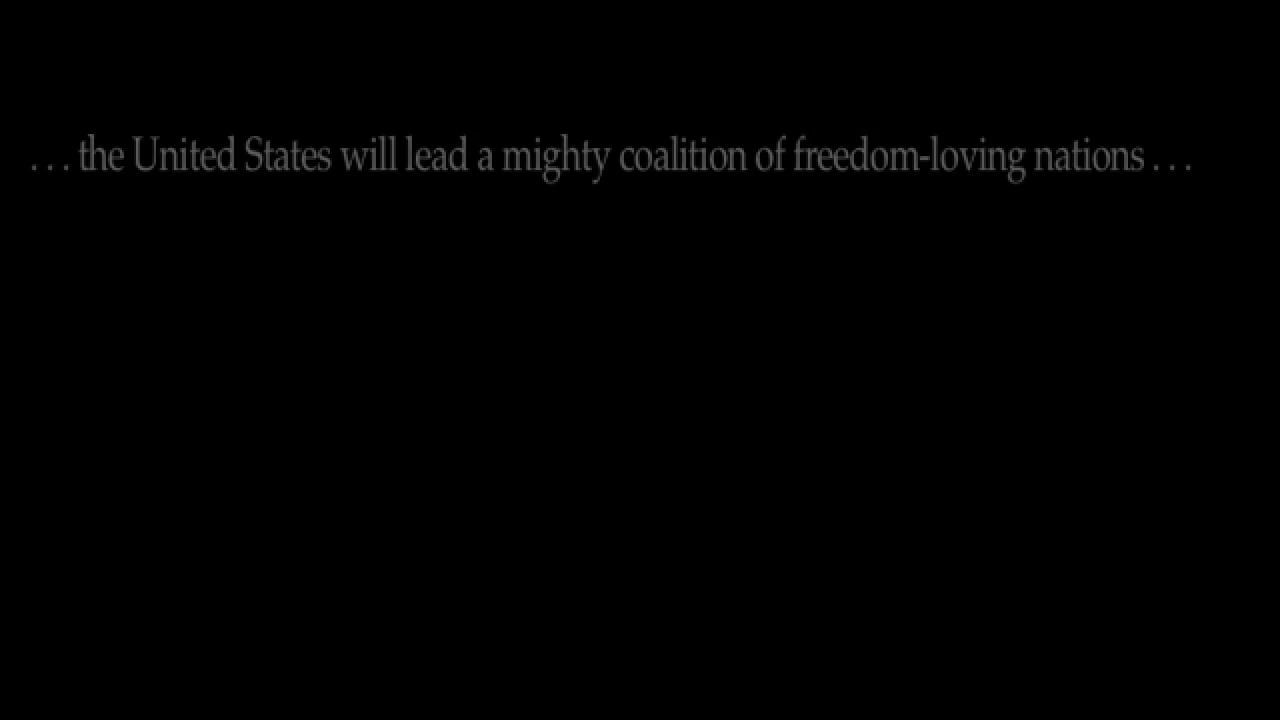 . . . the United States will lead a mighty coalition of freedom-loving nations . . .